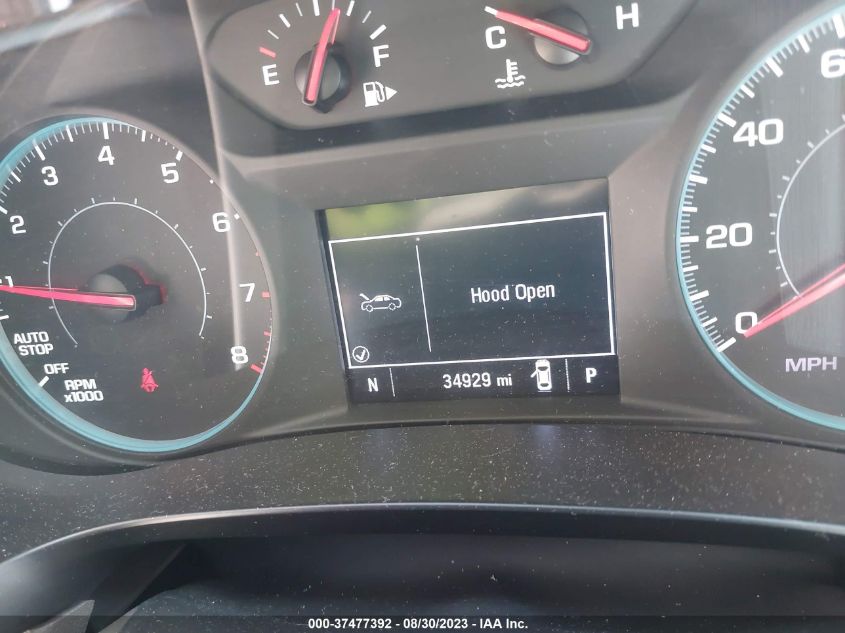 E
F
C
H
2
3
4
5
6
7
8
AUTO
STOP
OFF
RPM
x1000
Hood Open
N
34929 mi
P
40
20
0
MPH
000-37477392 - 08/30/2023 - IAA Inc.